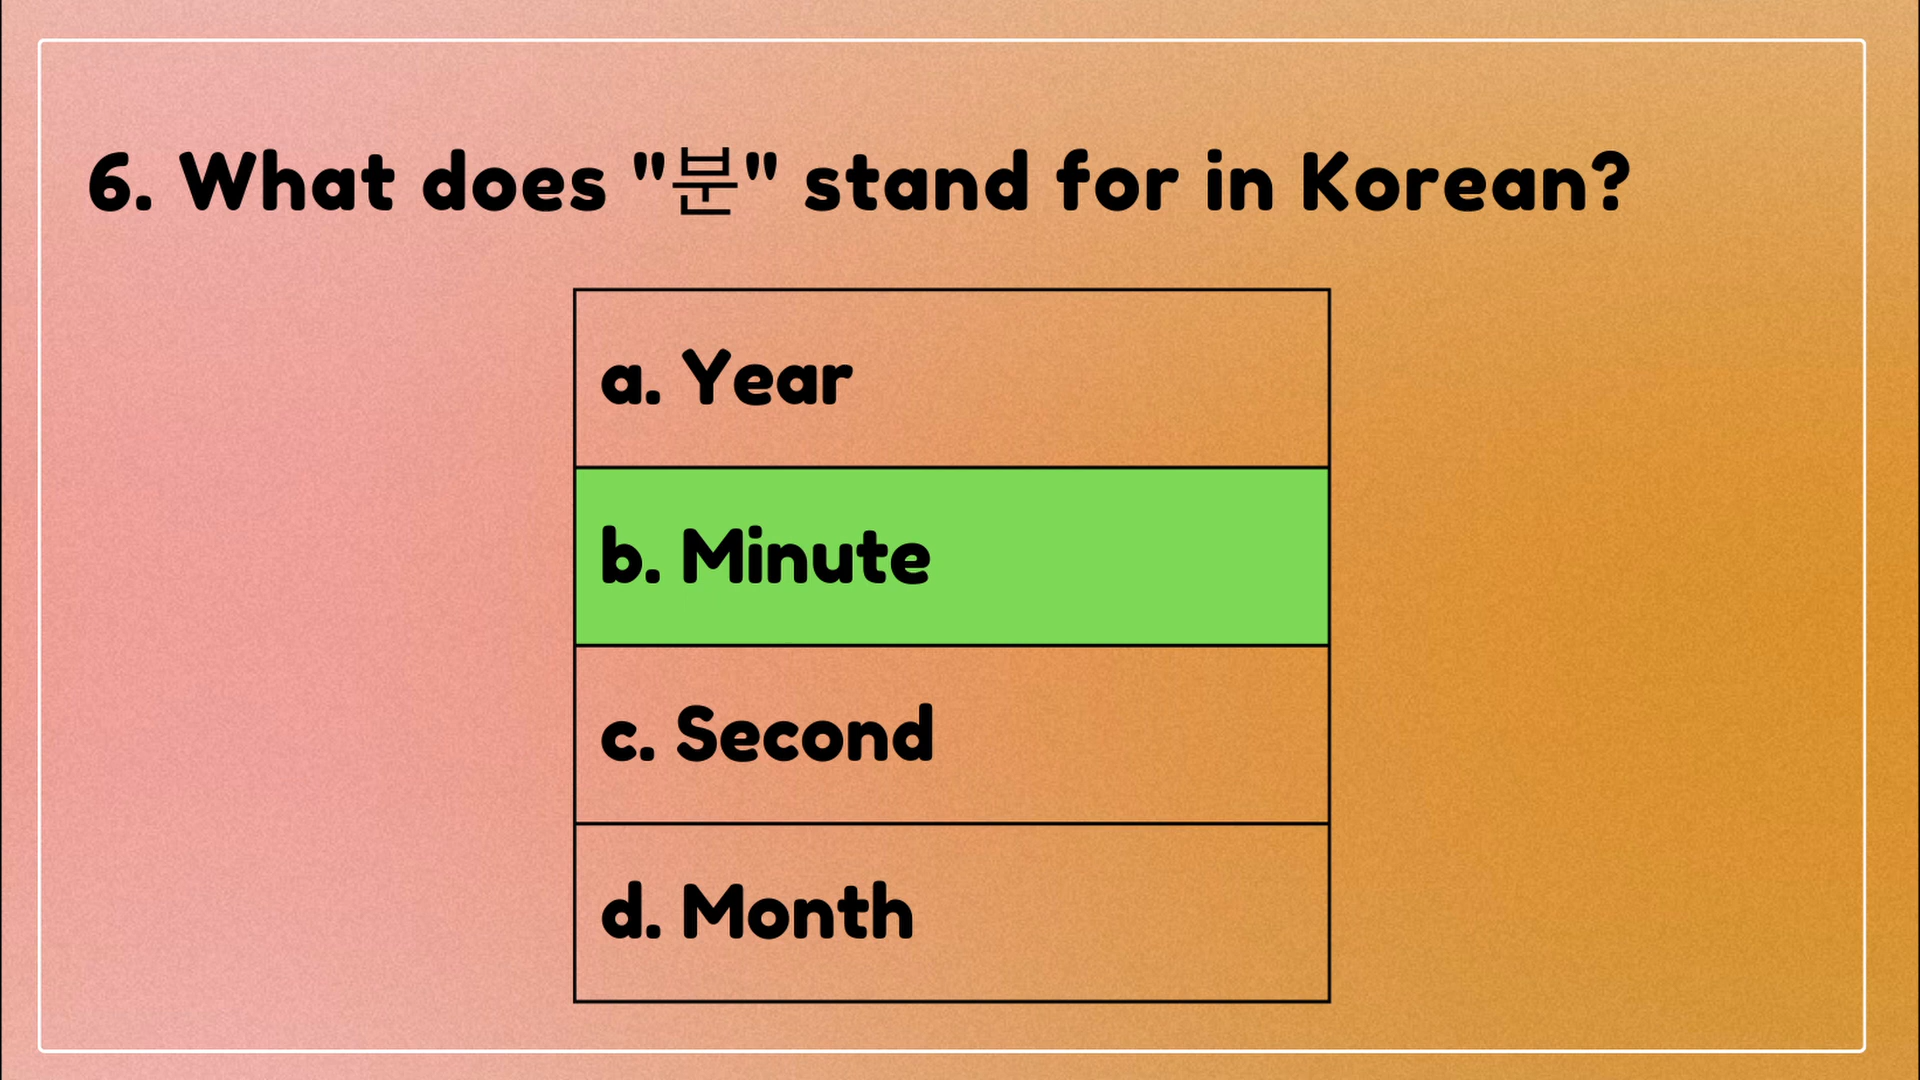 6. What does "분" stand for in Korean?
a. Year
b. Minute
c. Second
d. Month